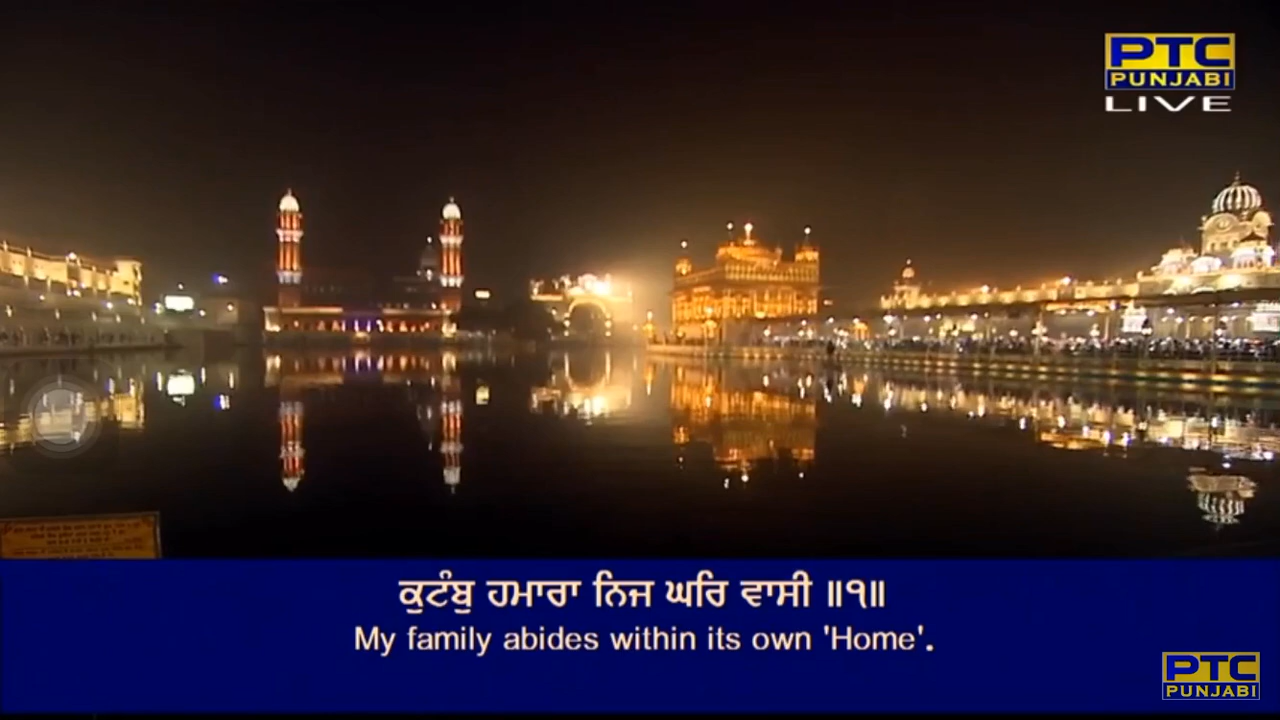 PTC
PUNJABI
LIVE
ਕੁਟੰਬੁ ਹਮਾਰਾ ਨਿਜ ਘਰਿ ਵਾਸੀ ॥੧॥
My family abides within its own 'Home'.
PTC
PUNJABI